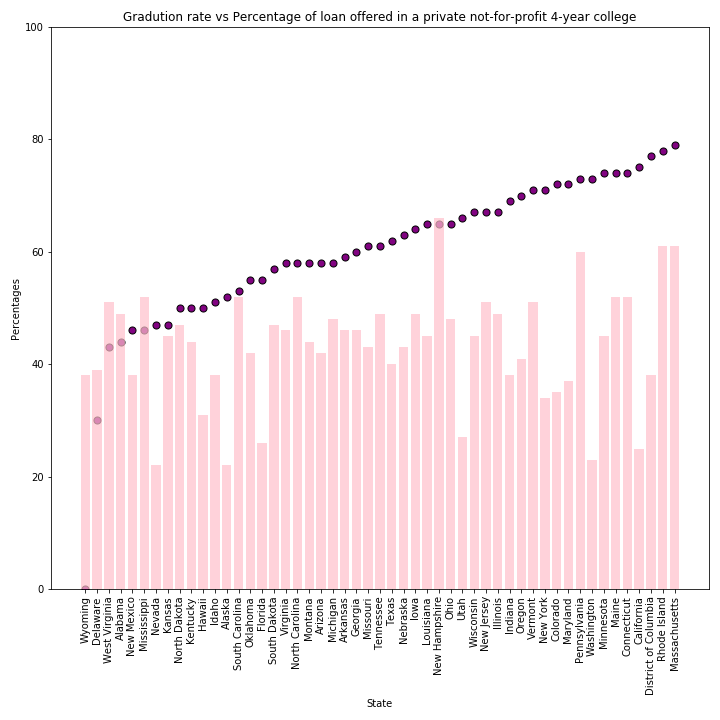 Gradution rate vs Percentage of loan offered in a private not-for-profit 4-year college
100
80
60
40
20
0
Percentages
Wyoming
Delaware
West Virginia
Alabama
New Mexico
Mississippi
Nevada
Kansas
North Dakota
Kentucky
Hawaii
Idaho
Alaska
South Carolina
Oklahoma
Florida
South Dakota
Virginia
North Carolina
Montana
Arizona
Michigan
Arkansas
Georgia
Missouri
Tennessee
Texas
Nebraska
Iowa
Louisiana
New Hampshire
Ohio
Utah
Wisconsin
New Jersey
Illinois
Indiana
Oregon
Vermont
New York
Colorado
Maryland
Pennsylvania
Washington
Minnesota
Maine
Connecticut
California
District of Columbia
Rhode Island
Massachusetts
State